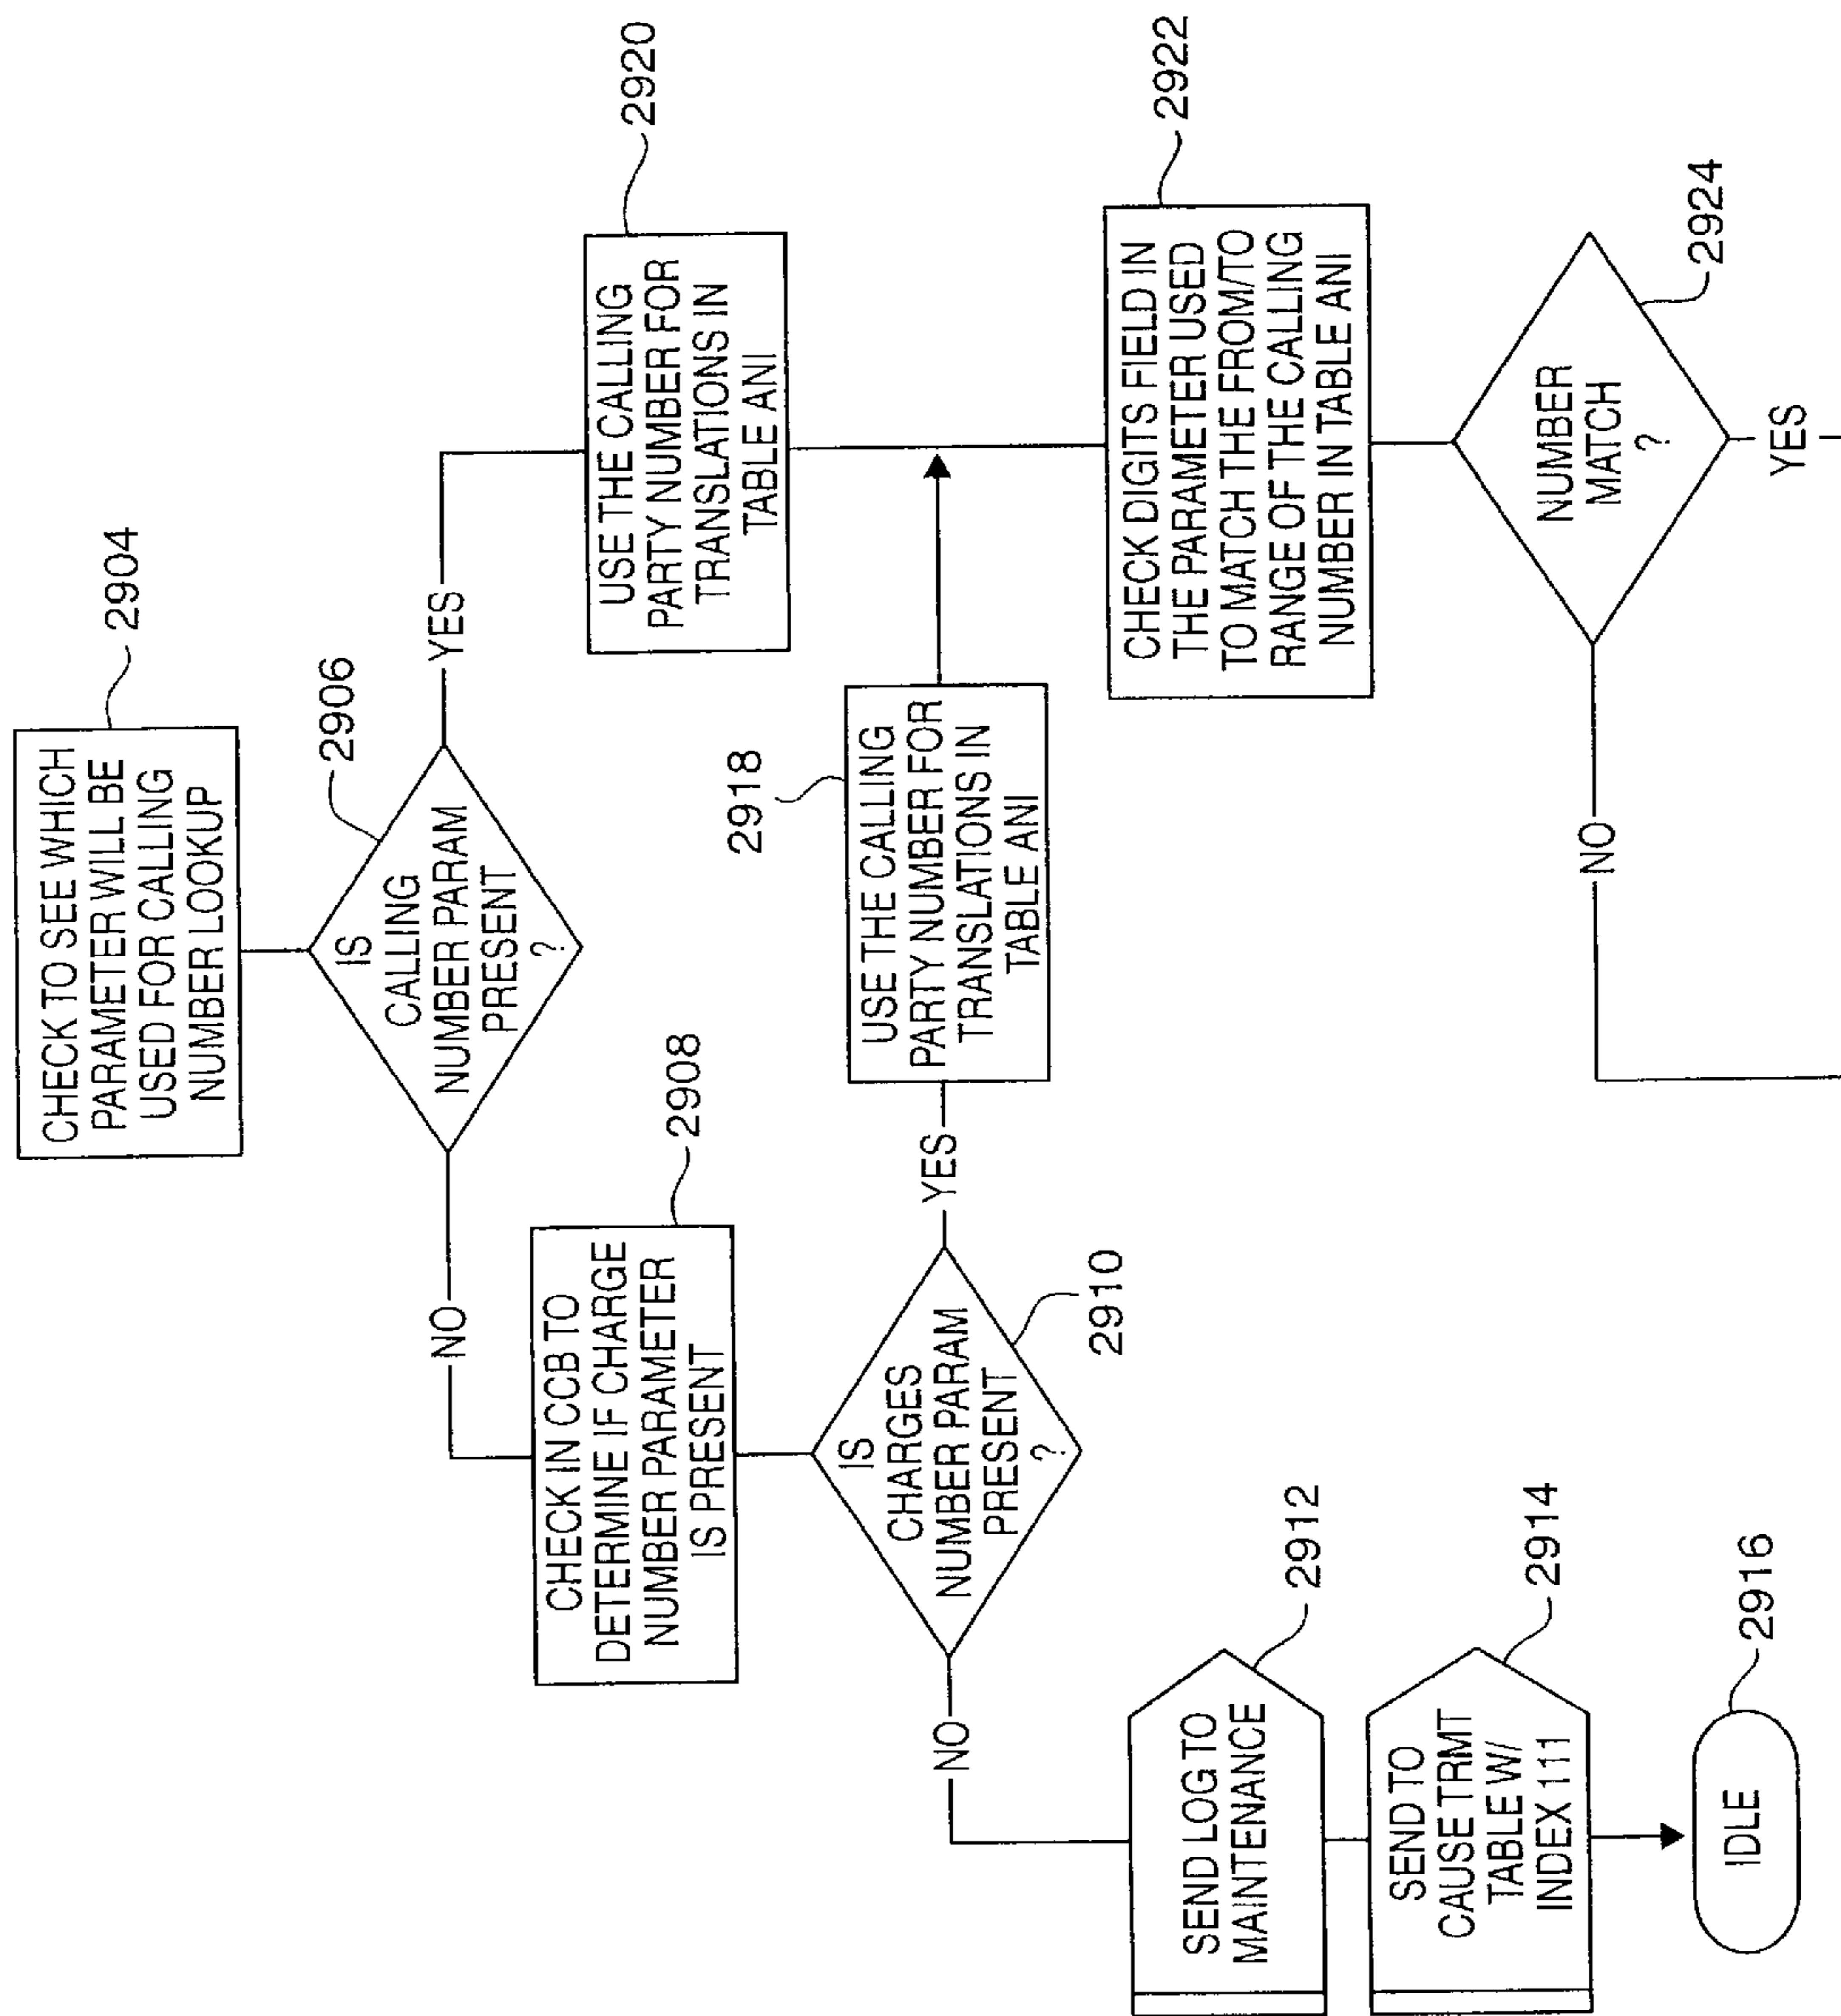 CHECK TO SEE WHICH
PARAMETER WILL BE
USED FOR CALLING
NUMBER LOOKUP
2904
IS
CALLING
NUMBER PARAM
PRESENT
?
2906
NO
YES
CHECK IN CCB TO
DETERMINE IF CHARGE
NUMBER PARAMETER
IS PRESENT
2908
USE THE CALLING
PARTY NUMBER FOR
TRANSLATIONS IN
TABLE ANI
2920
IS
CHARGES
NUMBER PARAM
PRESENT
?
2910
YES
USE THE CALLING
PARTY NUMBER FOR
TRANSLATIONS IN
TABLE ANI
2918
NO
SEND LOG TO
MAINTENANCE
2912
SEND TO
CAUSE TRMT
TABLE W/
INDEX 111
2914
IDLE
2916
CHECK DIGITS FIELD IN
THE PARAMETER USED
TO MATCH THE FROM/TO
RANGE OF THE CALLING
NUMBER IN TABLE ANI
2922
NUMBER
MATCH
?
2924
NO
YES